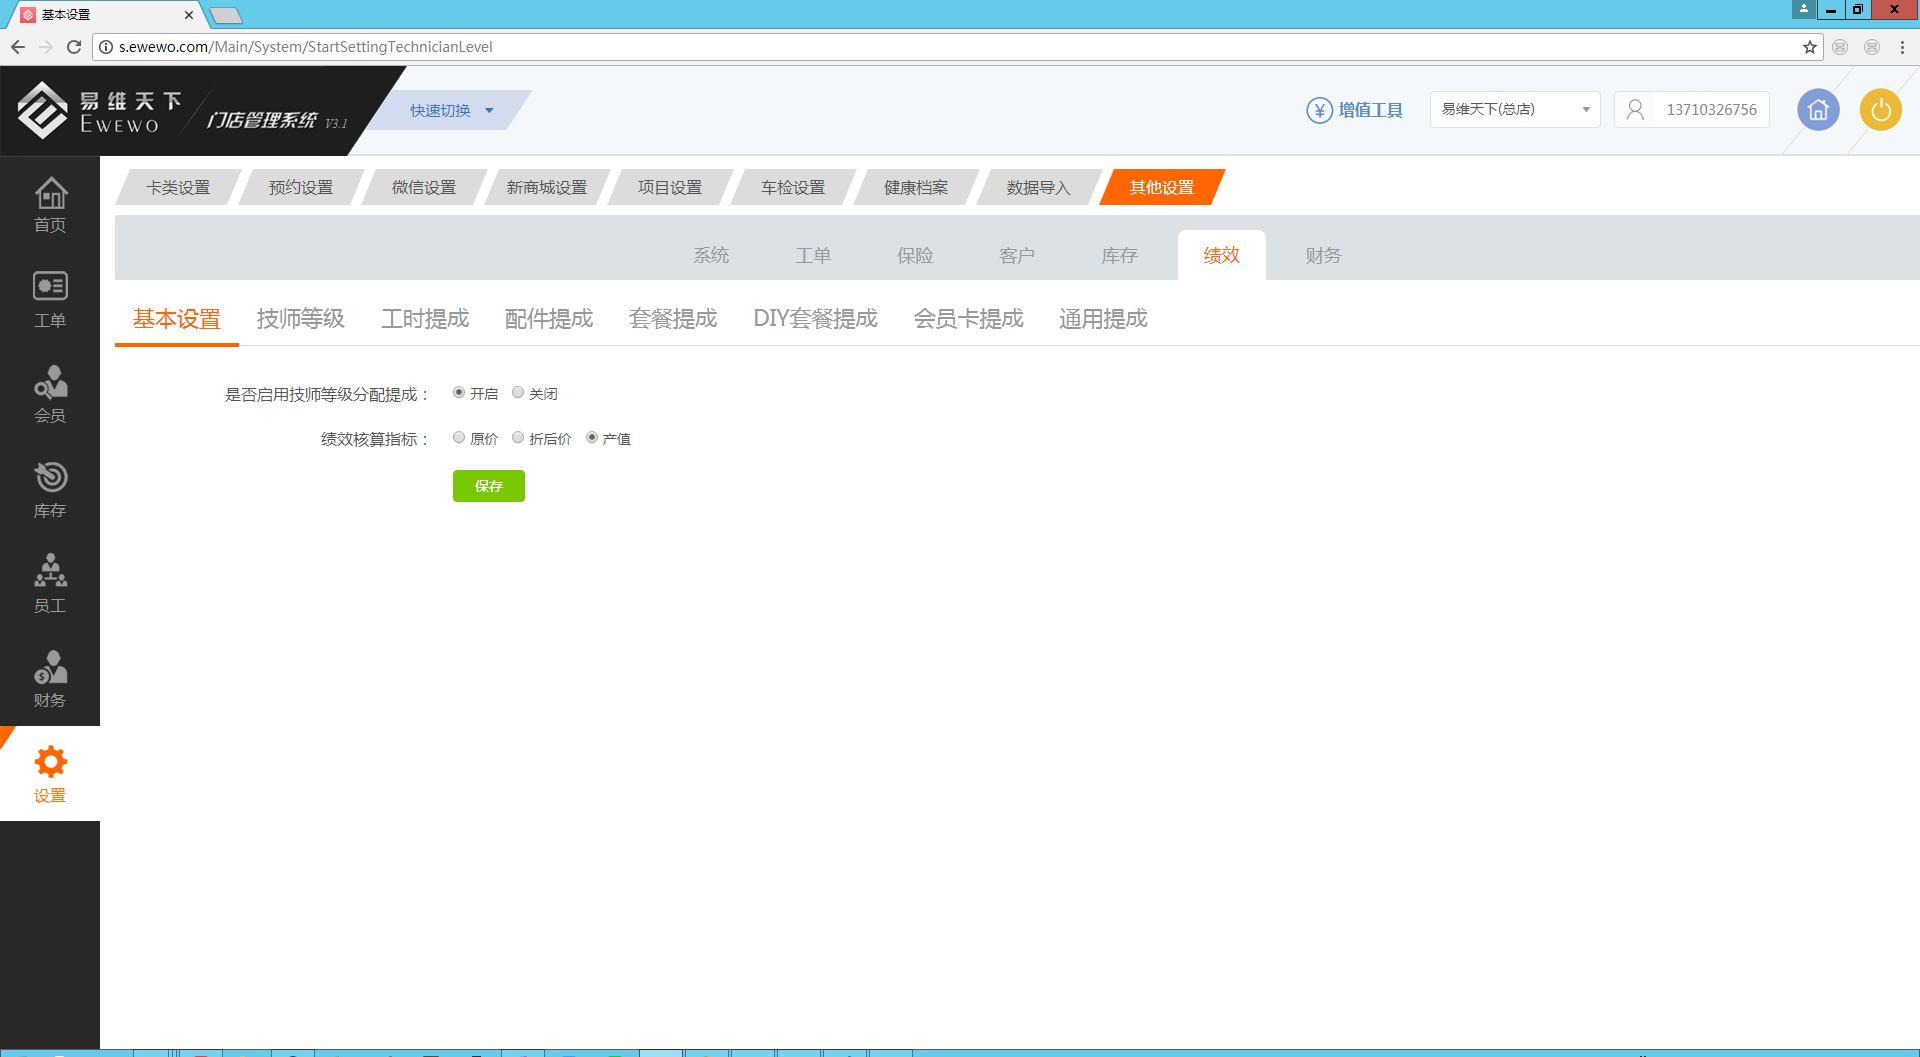 基本设置
s.ewewo.com/Main/System/StartSettingTechnicianLevel
易维天下
EWEWO
门店管理系统 V3.1
快速切换
¥ 增值工具
易维天下(总店)
13710326756
首页
工单
会员
库存
员工
财务
设置
卡类设置 预约设置 微信设置 新商城设置 项目设置 车检设置 健康档案 数据导入 其他设置
系统 工单 保险 客户 库存 绩效 财务
基本设置 技师等级 工时提成 配件提成 套餐提成 DIY套餐提成 会员卡提成 通用提成
是否启用技师等级分配提成： 开启 关闭
绩效核算指标： 原价 折后价 产值
保存